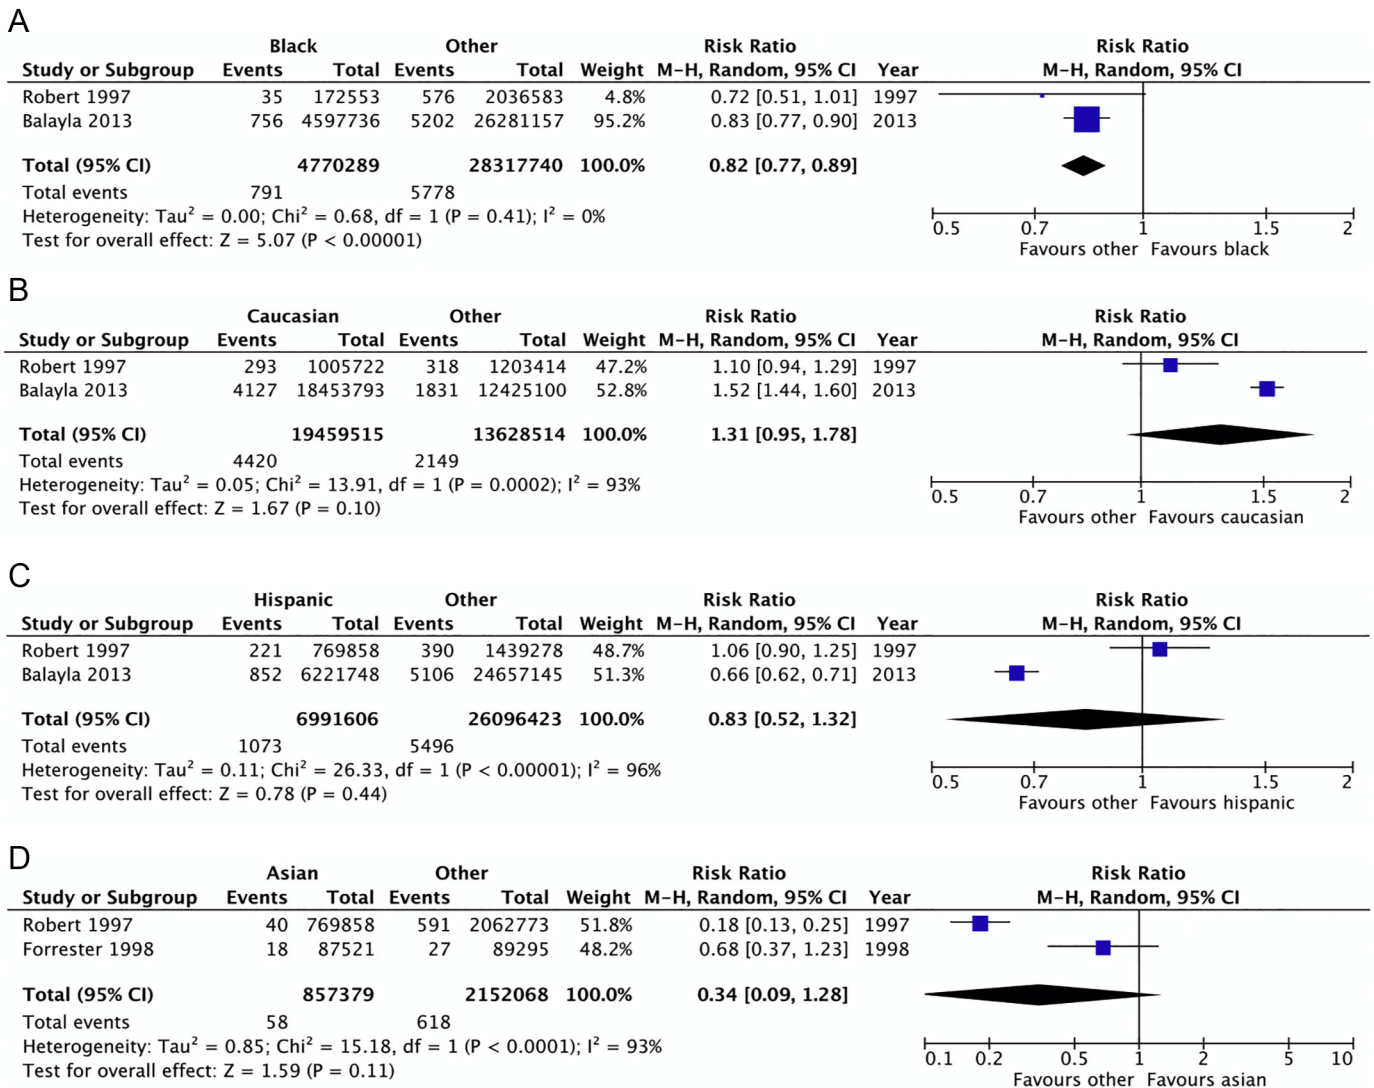 A
Black Other Risk Ratio Risk Ratio
Study or Subgroup Events Total Events Total Weight M-H, Random, 95% CI Year M-H, Random, 95% CI
Robert 1997 35 172553 576 2036583 4.8% 0.72 [0.51, 1.01] 1997
Balayla 2013 756 4597736 5202 26281157 95.2% 0.83 [0.77, 0.90] 2013
Total (95% CI) 4770289 28317740 100.0% 0.82 [0.77, 0.89]
Total events 791 5778
Heterogeneity: Tau² = 0.00; Chi² = 0.68, df = 1 (P = 0.41); I² = 0%
Test for overall effect: Z = 5.07 (P < 0.00001)
0.5 0.7 1 1.5 2
Favours other Favours black
B
Caucasian Other Risk Ratio Risk Ratio
Study or Subgroup Events Total Events Total Weight M-H, Random, 95% CI Year M-H, Random, 95% CI
Robert 1997 293 1005722 318 1203414 47.2% 1.10 [0.94, 1.29] 1997
Balayla 2013 4127 18453793 1831 12425100 52.8% 1.52 [1.44, 1.60] 2013
Total (95% CI) 19459515 13628514 100.0% 1.31 [0.95, 1.78]
Total events 4420 2149
Heterogeneity: Tau² = 0.05; Chi² = 13.91, df = 1 (P = 0.0002); I² = 93%
Test for overall effect: Z = 1.67 (P = 0.10)
0.5 0.7 1 1.5 2
Favours other Favours caucasian
C
Hispanic Other Risk Ratio Risk Ratio
Study or Subgroup Events Total Events Total Weight M-H, Random, 95% CI Year M-H, Random, 95% CI
Robert 1997 221 769858 390 1439278 48.7% 1.06 [0.90, 1.25] 1997
Balayla 2013 852 6221748 5106 24657145 51.3% 0.66 [0.62, 0.71] 2013
Total (95% CI) 6991606 26096423 100.0% 0.83 [0.52, 1.32]
Total events 1073 5496
Heterogeneity: Tau² = 0.11; Chi² = 26.33, df = 1 (P < 0.00001); I² = 96%
Test for overall effect: Z = 0.78 (P = 0.44)
0.5 0.7 1 1.5 2
Favours other Favours hispanic
D
Asian Other Risk Ratio Risk Ratio
Study or Subgroup Events Total Events Total Weight M-H, Random, 95% CI Year M-H, Random, 95% CI
Robert 1997 40 769858 591 2062773 51.8% 0.18 [0.13, 0.25] 1997
Forrester 1998 18 87521 27 89295 48.2% 0.68 [0.37, 1.23] 1998
Total (95% CI) 857379 2152068 100.0% 0.34 [0.09, 1.28]
Total events 58 618
Heterogeneity: Tau² = 0.85; Chi² = 15.18, df = 1 (P < 0.0001); I² = 93%
Test for overall effect: Z = 1.59 (P = 0.11)
0.1 0.2 0.5 1 2 5 10
Favours other Favours asian